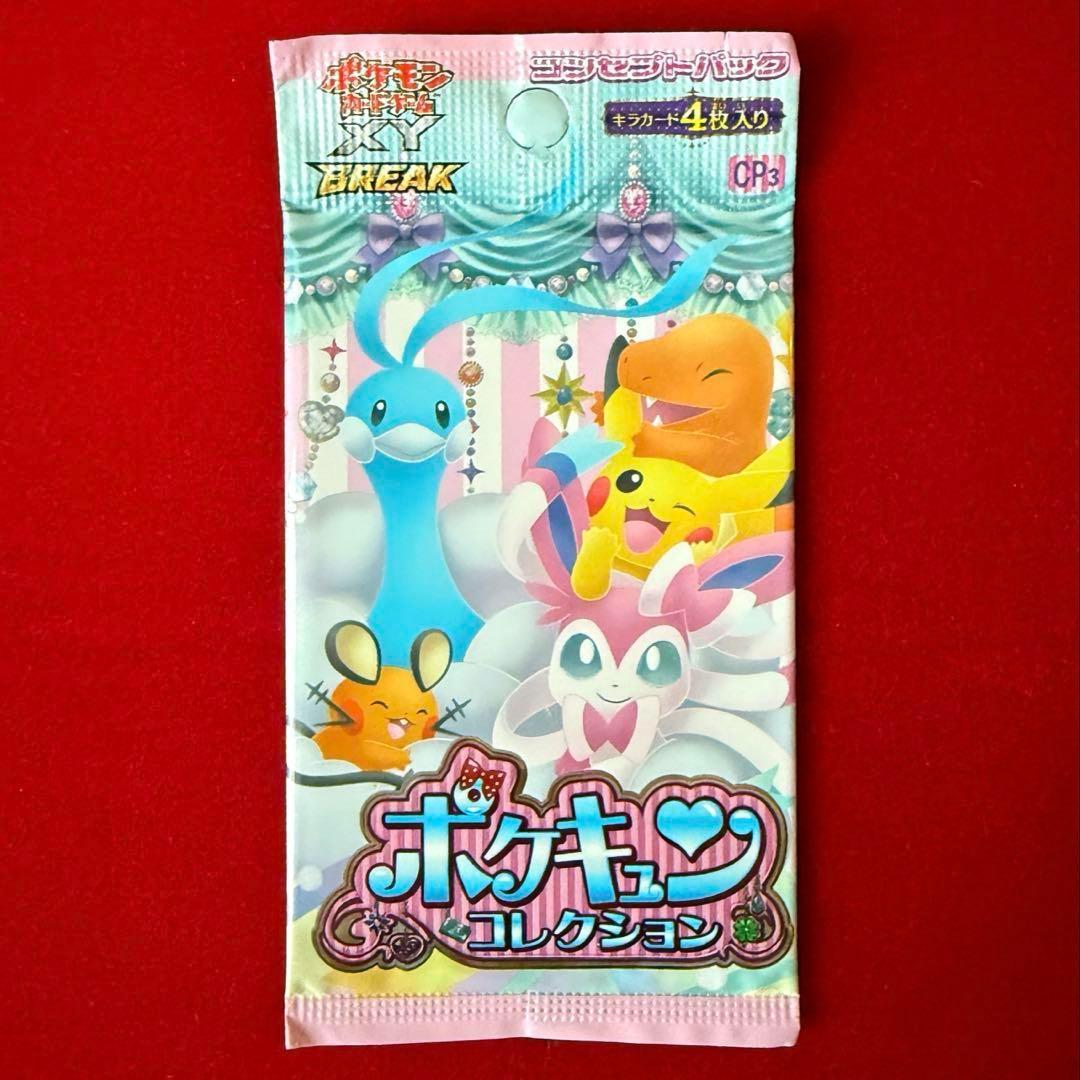 ポケモン
カードゲーム
XY
BREAK
コンセプトパック
キラカード4枚入り
CP3
ポケキュン
コレクション